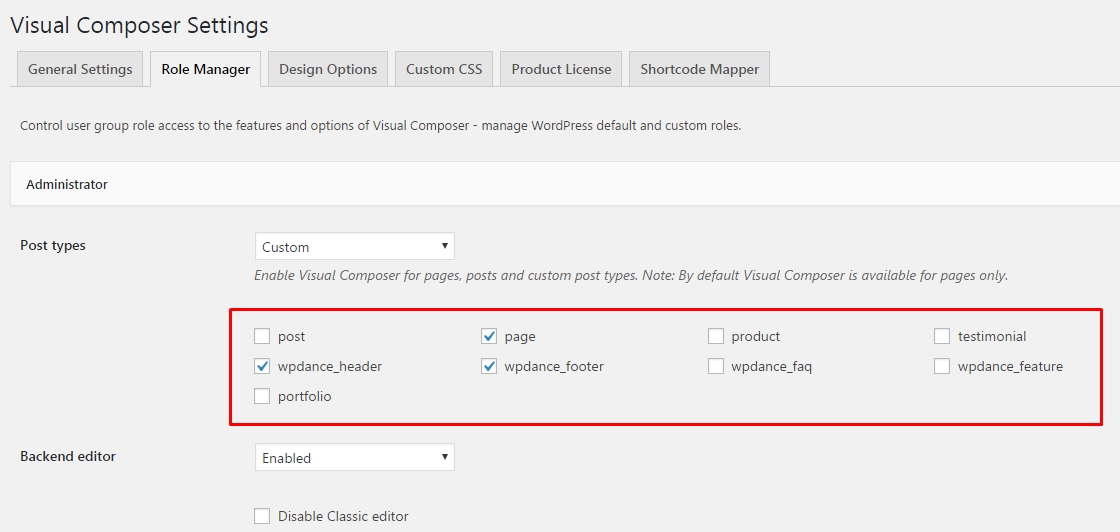 Visual Composer Settings
General Settings Role Manager Design Options Custom CSS Product License Shortcode Mapper
Control user group role access to the features and options of Visual Composer - manage WordPress default and custom roles.
Administrator
Post types Custom
Enable Visual Composer for pages, posts and custom post types. Note: By default Visual Composer is available for pages only.
post page product testimonial
wpdance_header wpdance_footer wpdance_faq wpdance_feature
portfolio
Backend editor Enabled
Disable Classic editor